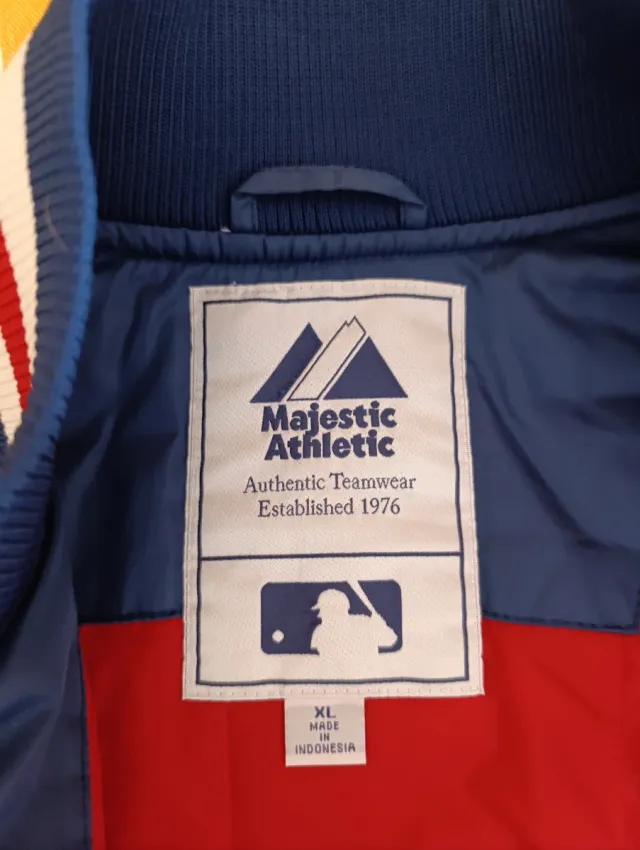 Majestic
Athletic
Authentic Teamwear
Established 1976
XL
MADE
IN
INDONESIA